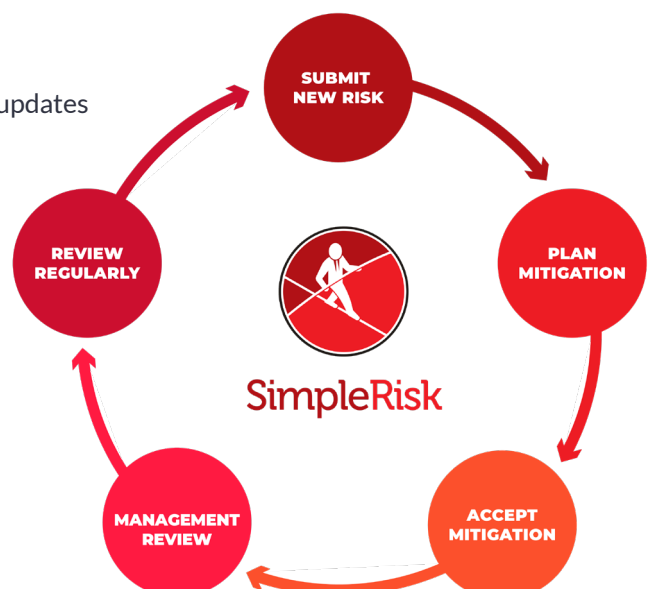 updates
SUBMIT
NEW RISK
PLAN
MITIGATION
ACCEPT
MITIGATION
MANAGEMENT
REVIEW
REVIEW
REGULARLY
SimpleRisk